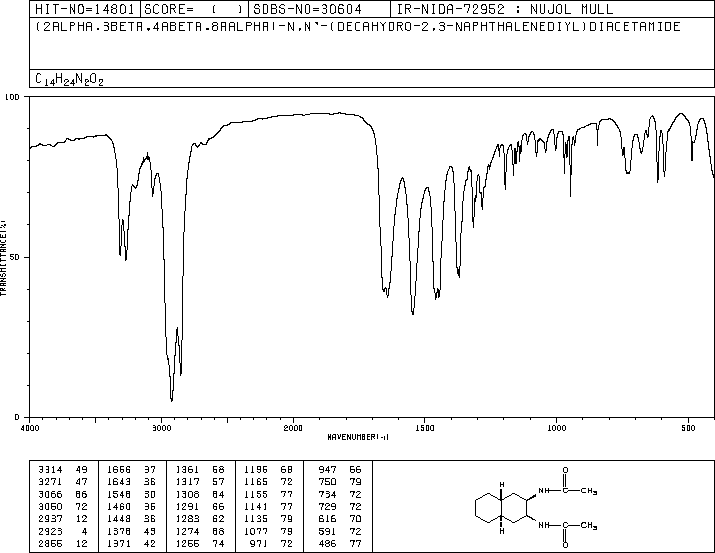 HIT-NO=14801 SCORE= ( ) SDBS-NO=30604 IR-NIDA-72952 : NUJOL MULL
(2ALPHA,3BETA,4ABETA,8AALPHA)-N,N'-(DECAHYDRO-2,3-NAPHTHALENEDIYL)DIACETAMIDE
C14H24N2O2
100
50
0
TRANSMITTANCE(%)
4000 3000 2000 1500 1000 500
WAVENUMBER(-1)
3314 49 1656 37 1361 68 1196 68 947 66
3271 47 1643 36 1317 57 1165 72 750 79
3066 86 1548 30 1308 84 1155 77 734 72
3060 72 1460 36 1291 66 1141 77 729 72
2937 12 1448 36 1283 62 1135 79 616 70
2923 4 1378 49 1274 68 1077 79 591 72
2855 12 1371 42 1266 74 971 72 486 77
O
H
NH C CH3
NH C CH3
H
O